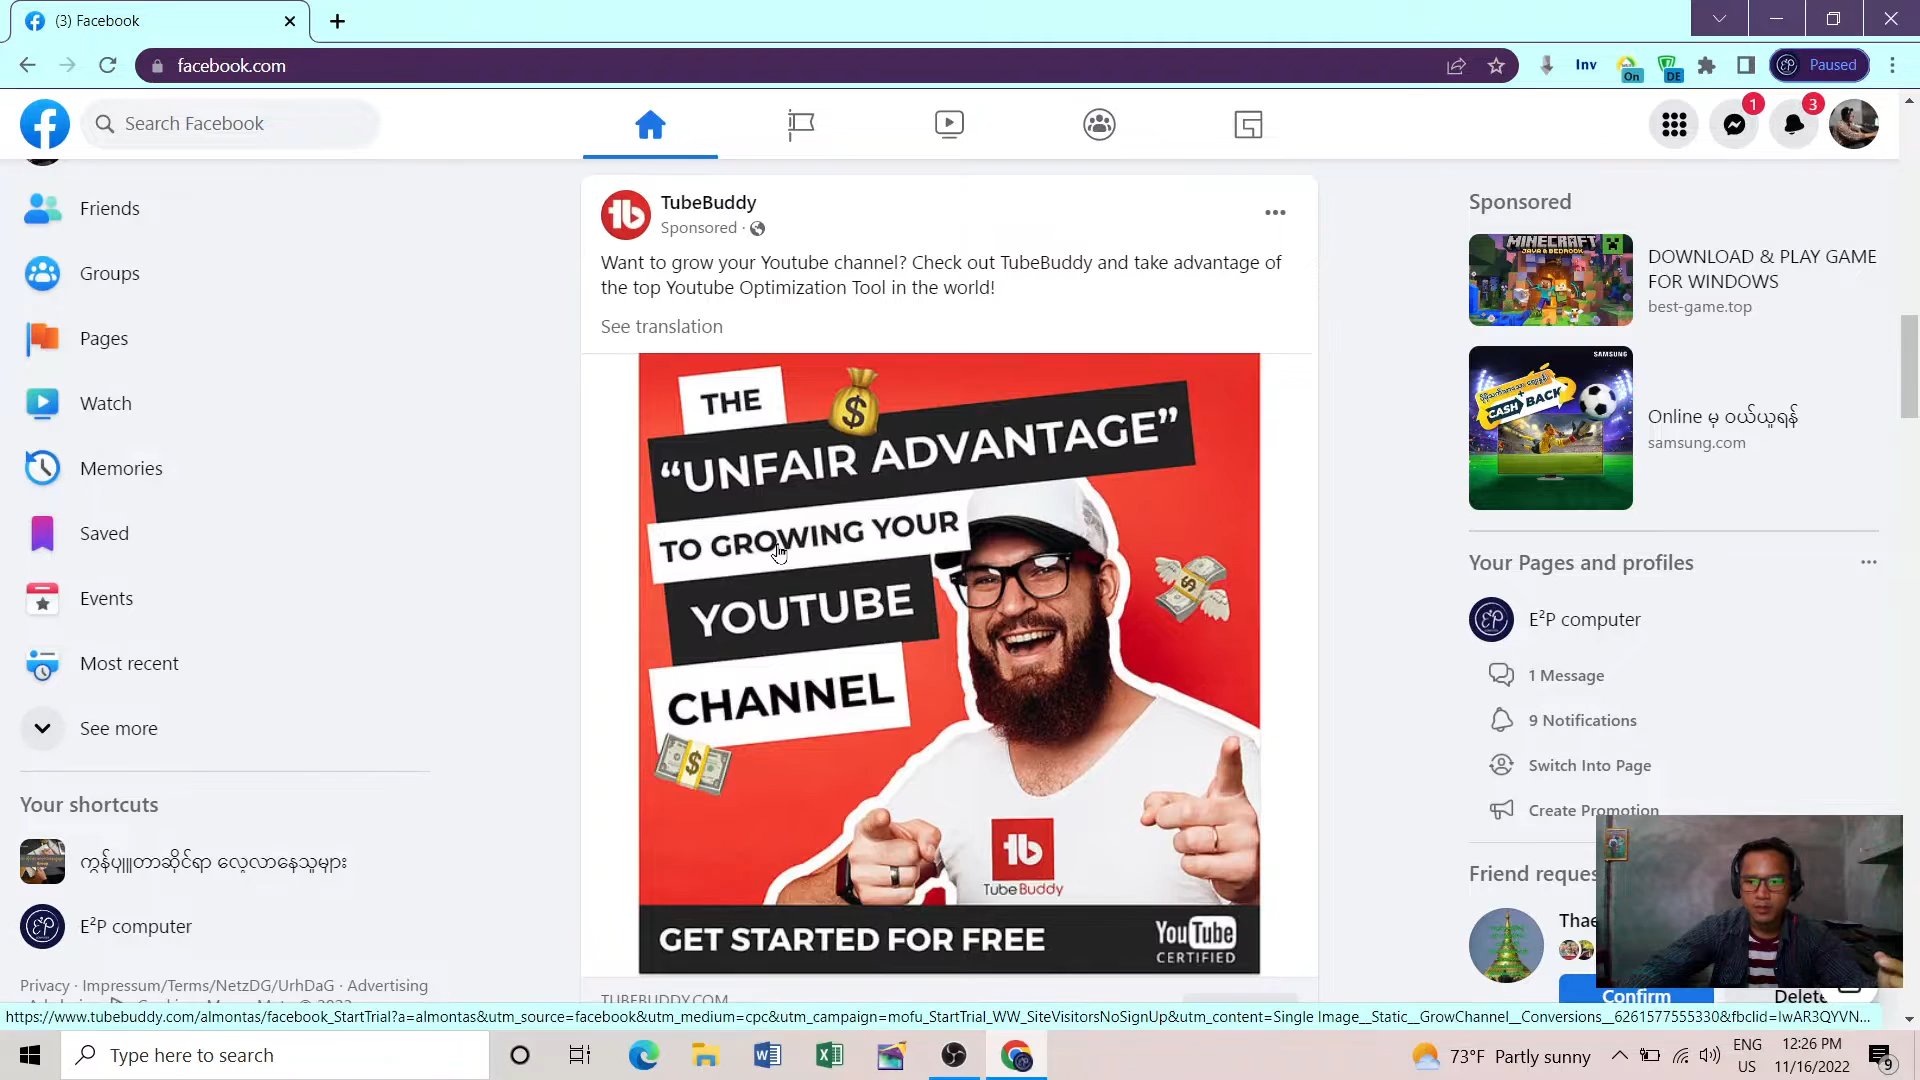 (3) Facebook
facebook.com
Inv
On
DE
Paused
Search Facebook
1
3
Friends
Groups
Pages
Watch
Memories
Saved
Events
Most recent
See more
Your shortcuts
ကွန်ပျူတာဆိုင်ရာ လေ့လာနေသူများ
E²P computer
Privacy · Impressum/Terms/NetzDG/UrhDaG · Advertising
TubeBuddy
Sponsored ·
Want to grow your Youtube channel? Check out TubeBuddy and take advantage of
the top Youtube Optimization Tool in the world!
See translation
THE
“UNFAIR ADVANTAGE”
TO GROWING YOUR
YOUTUBE
CHANNEL
tb
TubeBuddy
GET STARTED FOR FREE
YouTube
CERTIFIED
TUBEBUDDY.COM
Sponsored
MINECRAFT
JAVA & BEDROCK
DOWNLOAD & PLAY GAME
FOR WINDOWS
best-game.top
SAMSUNG
CASH BACK
Online မှ ဝယ်ယူရန်
samsung.com
Your Pages and profiles
E²P computer
1 Message
9 Notifications
Switch Into Page
Create Promotion
Friend reques
Thae
Confirm
Delete
https://www.tubebuddy.com/almontas/facebook_StartTrial?a=almontas&utm_source=facebook&utm_medium=cpc&utm_campaign=mofu_StartTrial_WW_SiteVisitorsNoSignUp&utm_content=Single Image__Static__GrowChannel__Conversions__6261577555330&fbclid=IwAR3QYVN...
Type here to search
73°F Partly sunny
ENG
US
12:26 PM
11/16/2022
9